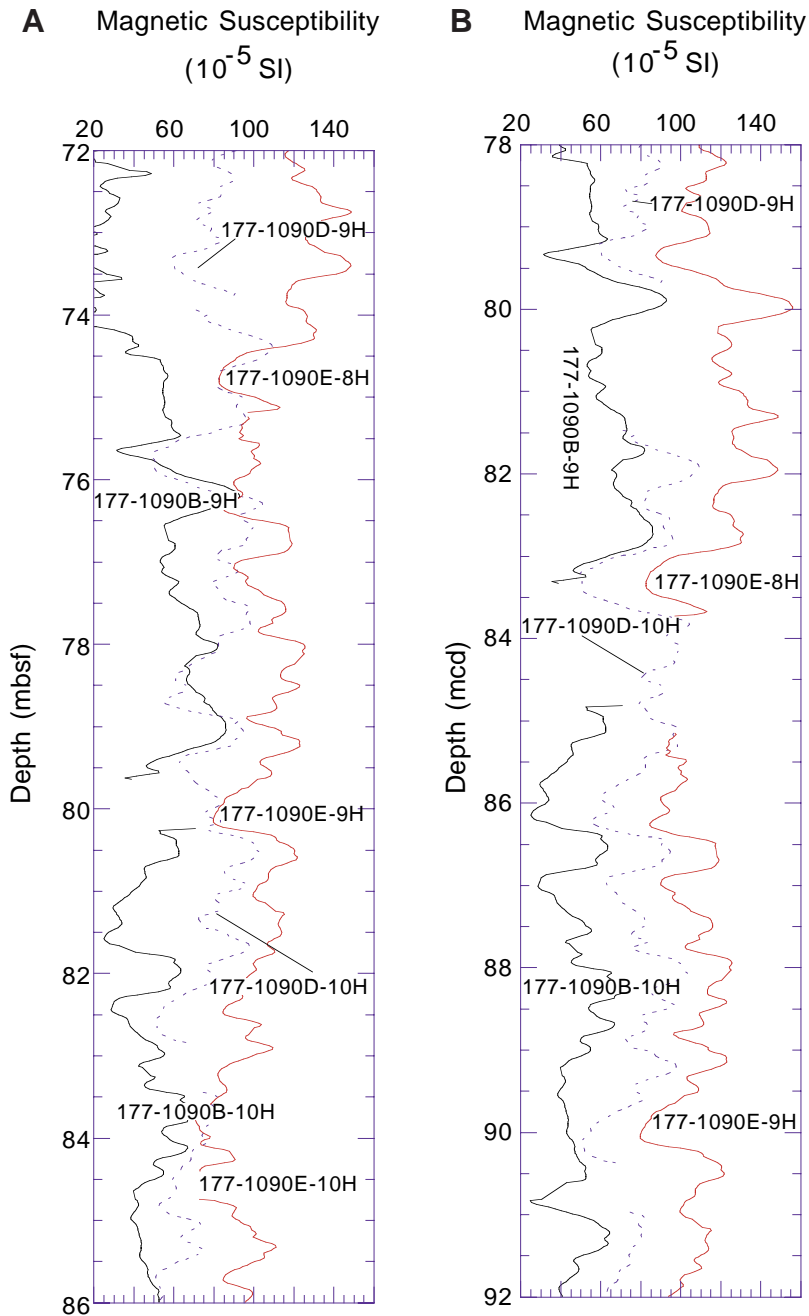 A
Magnetic Susceptibility
(10-5 SI)
20 60 100 140
72
74
76
78
80
82
84
86
Depth (mbsf)
177-1090D-9H
177-1090E-8H
177-1090B-9H
177-1090E-9H
177-1090D-10H
177-1090B-10H
177-1090E-10H
B
Magnetic Susceptibility
(10-5 SI)
20 60 100 140
78
80
82
84
86
88
90
92
Depth (mcd)
177-1090D-9H
177-1090B-9H
177-1090E-8H
177-1090D-10H
177-1090B-10H
177-1090E-9H